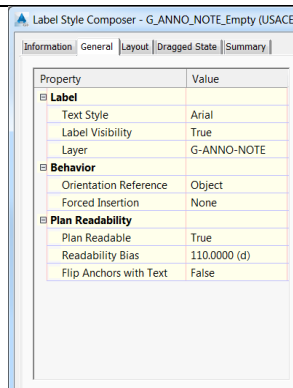 Label Style Composer - G_ANNO_NOTE_Empty (USACE
Information General Layout Dragged State Summary
Property Value
Label
Text Style Arial
Label Visibility True
Layer G-ANNO-NOTE
Behavior
Orientation Reference Object
Forced Insertion None
Plan Readability
Plan Readable True
Readability Bias 110.0000 (d)
Flip Anchors with Text False